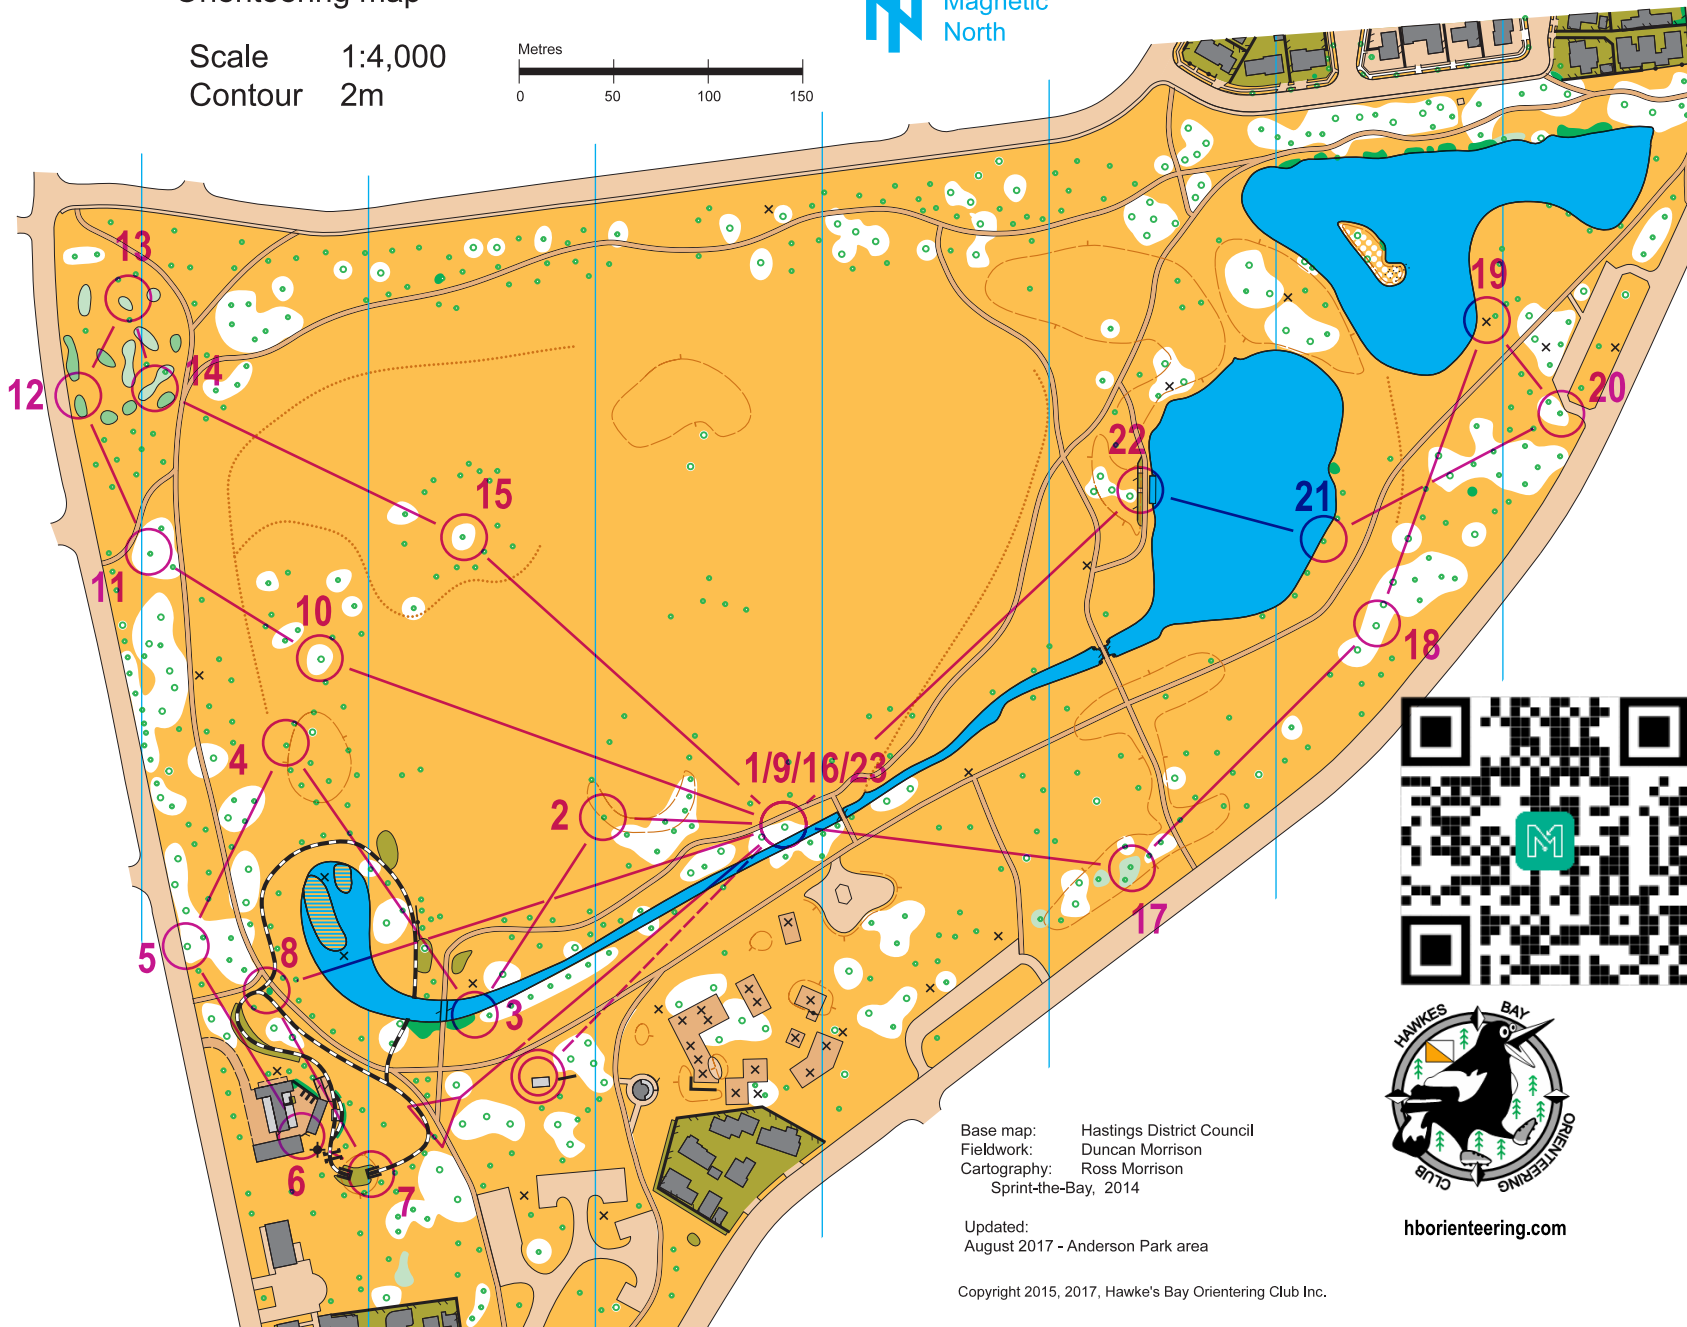 Orienteering map
Magnetic
North
Scale 1:4,000
Contour 2m
Metres
0 50 100 150
13
12
14
15
11
10
4
2
1/9/16/23
5
8
3
6
7
17
18
19
20
21
22
HAWKES BAY
ORIENTEERING
CLUB
hborienteering.com
Base map: Hastings District Council
Fieldwork: Duncan Morrison
Cartography: Ross Morrison
Sprint-the-Bay, 2014
Updated:
August 2017 - Anderson Park area
Copyright 2015, 2017, Hawke's Bay Orientering Club Inc.